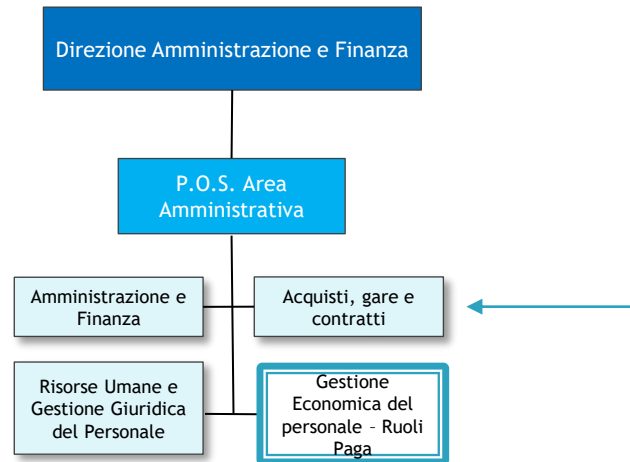 Direzione Amministrazione e Finanza
P.O.S. Area
Amministrativa
Amministrazione e
Finanza
Acquisti, gare e
contratti
Risorse Umane e
Gestione Giuridica
del Personale
Gestione
Economica del
personale – Ruoli
Paga